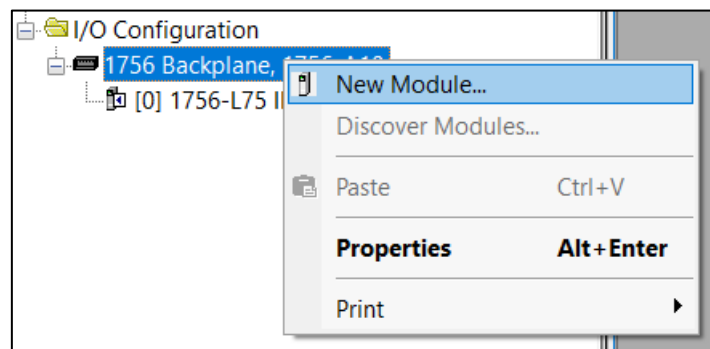 I/O Configuration
1756 Backplane,
[0] 1756-L75
New Module...
Discover Modules...
Paste Ctrl+V
Properties Alt+Enter
Print